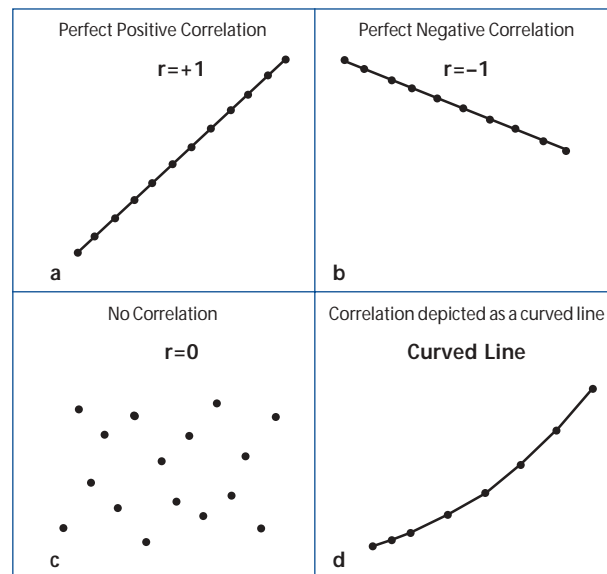 Perfect Positive Correlation
r=+1
a
Perfect Negative Correlation
r=–1
b
No Correlation
r=0
c
Correlation depicted as a curved line
Curved Line
d